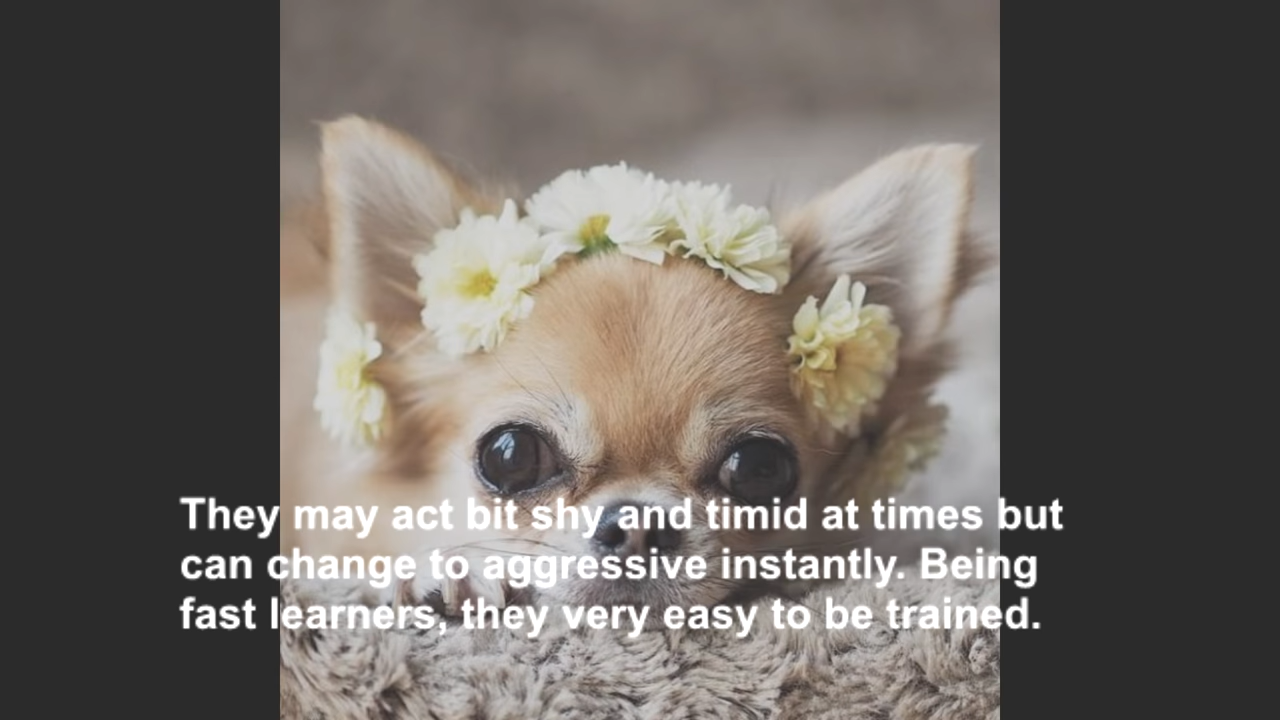 They may act bit shy and timid at times but
can change to aggressive instantly. Being
fast learners, they very easy to be trained.